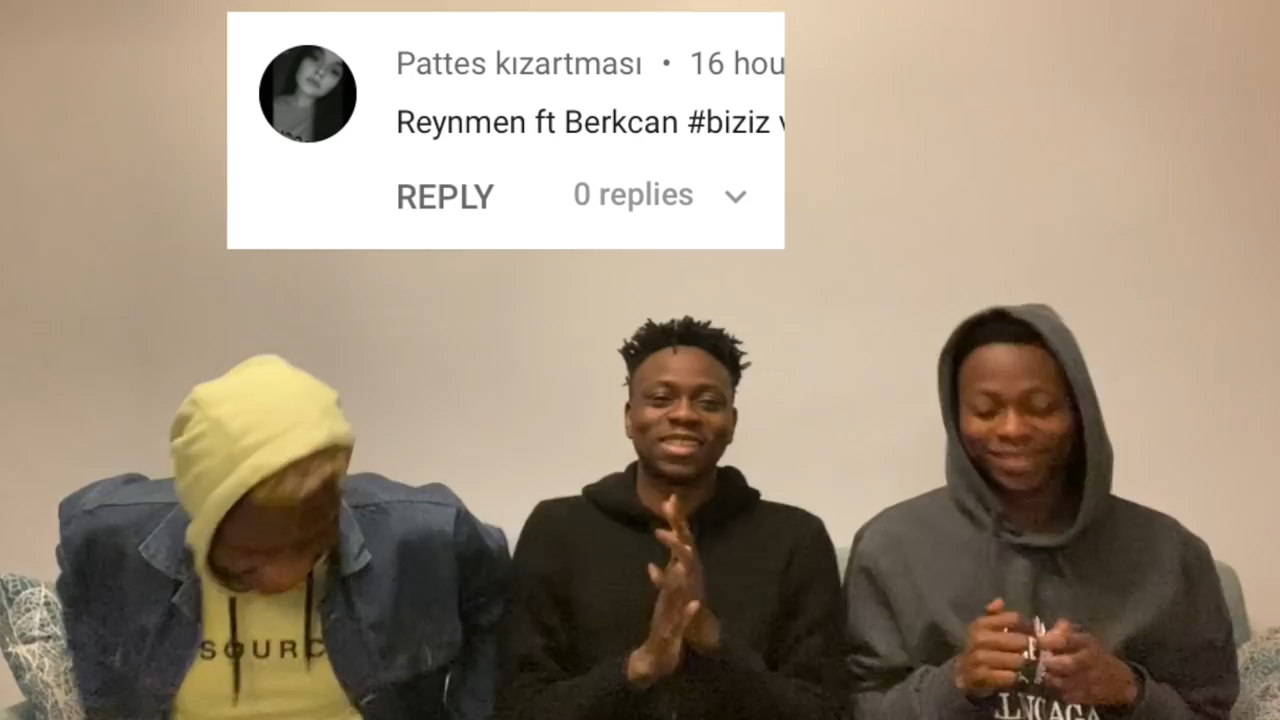 Pattes kızartması • 16 hou
Reynmen ft Berkcan #biziz
REPLY 0 replies
SOURC